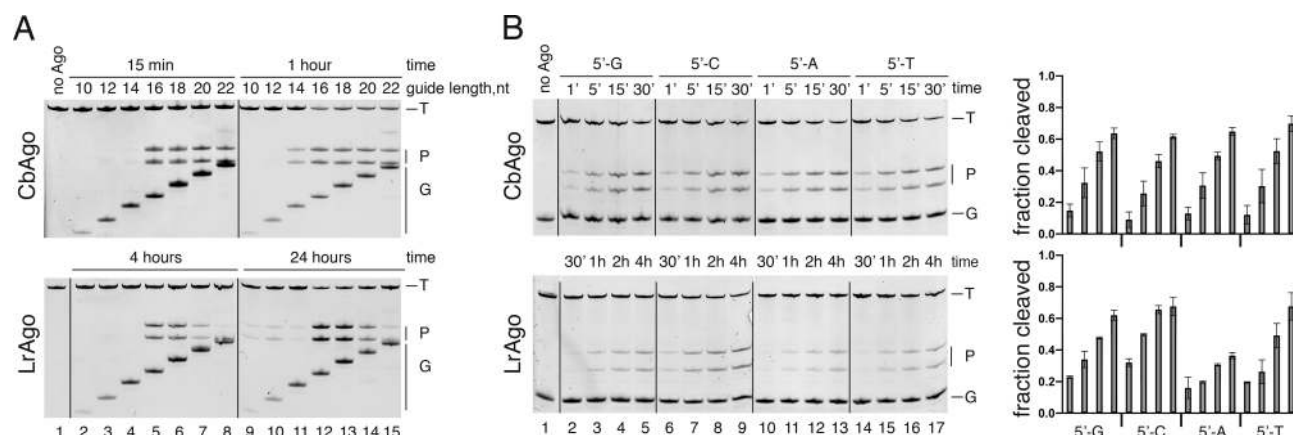 A
no Ago
15 min 1 hour time
10 12 14 16 18 20 22 10 12 14 16 18 20 22 guide length,nt
CbAgo
T
P
G
4 hours 24 hours time
LrAgo
T
P
G
1 2 3 4 5 6 7 8 9 10 11 12 13 14 15
B
no Ago
5'-G 5'-C 5'-A 5'-T
1' 5' 15' 30' 1' 5' 15' 30' 1' 5' 15' 30' 1' 5' 15' 30' time
CbAgo
T
P
G
30' 1h 2h 4h 30' 1h 2h 4h 30' 1h 2h 4h 30' 1h 2h 4h time
LrAgo
T
P
G
1 2 3 4 5 6 7 8 9 10 11 12 13 14 15 16 17
fraction cleaved
1.0
0.8
0.6
0.4
0.2
0.0
fraction cleaved
1.0
0.8
0.6
0.4
0.2
0.0
5'-G 5'-C 5'-A 5'-T